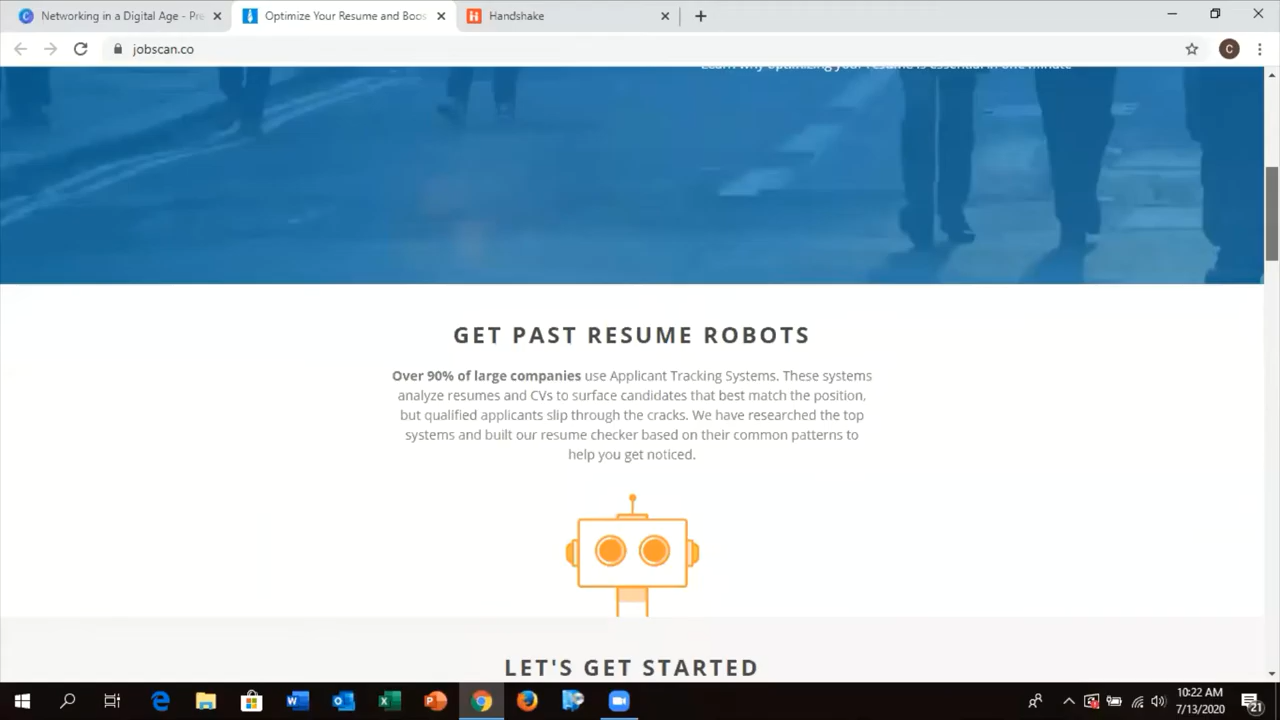 Networking in a Digital Age - Pre
Optimize Your Resume and Boos
Handshake
jobscan.co
Learn why optimizing your resume is essential in one minute
GET PAST RESUME ROBOTS
Over 90% of large companies use Applicant Tracking Systems. These systems
analyze resumes and CVs to surface candidates that best match the position,
but qualified applicants slip through the cracks. We have researched the top
systems and built our resume checker based on their common patterns to
help you get noticed.
LET'S GET STARTED
10:22 AM
7/13/2020
21